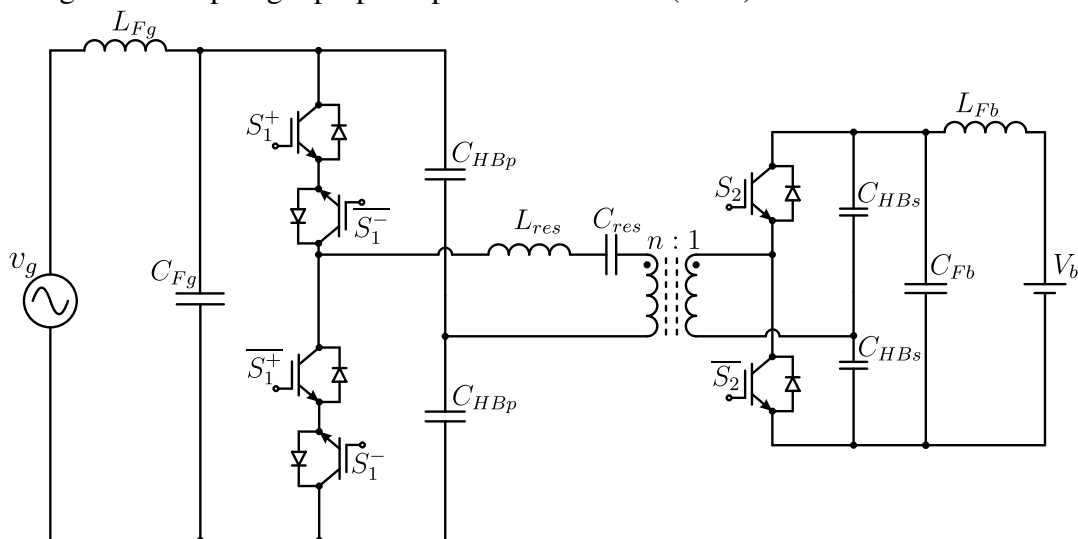 L_{Fg}
L_{Fb}
S_1^+
C_{HBp}
S_2
C_{HBs}
\overline{S_1^-}
L_{res}
C_{res}
n : 1
v_g
C_{Fg}
C_{Fb}
V_b
\overline{S_1^+}
\overline{S_2}
C_{HBs}
C_{HBp}
S_1^-